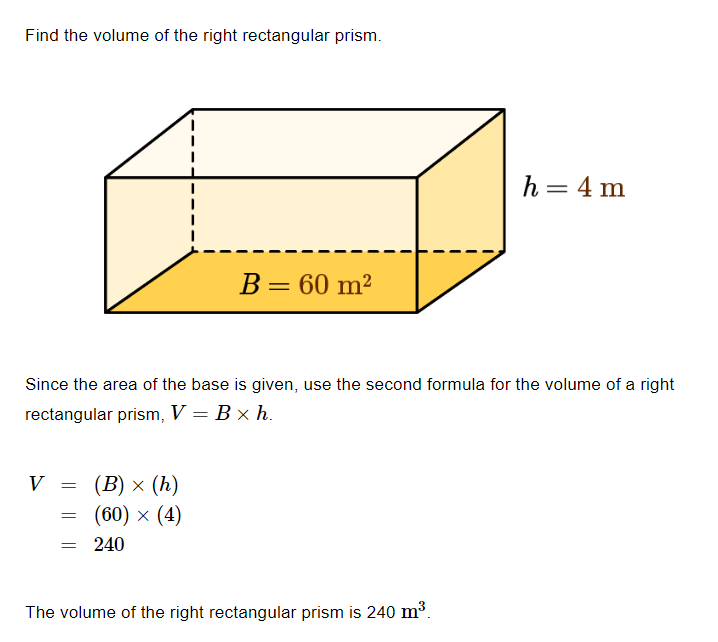 Find the volume of the right rectangular prism.
h = 4 m
B = 60 m²
Since the area of the base is given, use the second formula for the volume of a right
rectangular prism, V = B × h.
V = (B) × (h)
= (60) × (4)
= 240
The volume of the right rectangular prism is 240 m³.